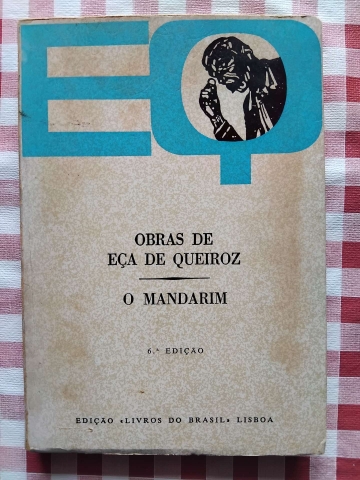 EQ
OBRAS DE
EÇA DE QUEIROZ
O MANDARIM
6.ª EDIÇÃO
EDIÇÃO «LIVROS DO BRASIL» LISBOA